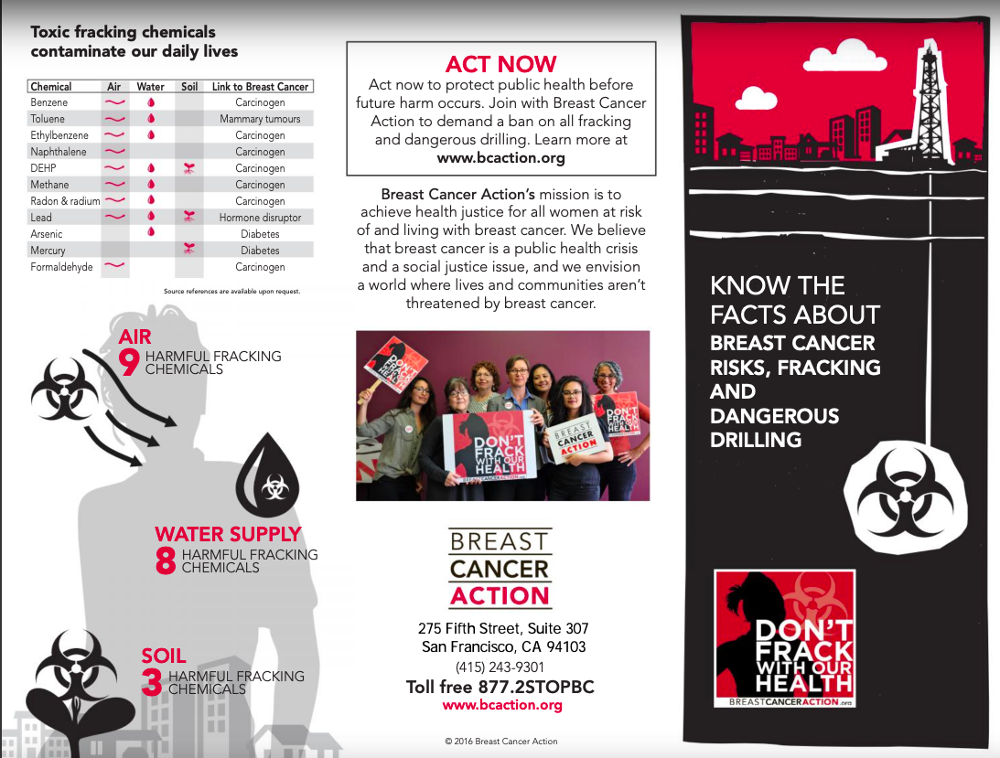 Toxic fracking chemicals
contaminate our daily lives
Chemical Air Water Soil Link to Breast Cancer
Benzene Carcinogen
Toluene Mammary tumours
Ethylbenzene Carcinogen
Naphthalene Carcinogen
DEHP Carcinogen
Methane Carcinogen
Radon & radium Carcinogen
Lead Hormone disruptor
Arsenic Diabetes
Mercury Diabetes
Formaldehyde Carcinogen
Source references are available upon request.
AIR
9 HARMFUL FRACKING
CHEMICALS
WATER SUPPLY
8 HARMFUL FRACKING
CHEMICALS
SOIL
3 HARMFUL FRACKING
CHEMICALS
ACT NOW
Act now to protect public health before
future harm occurs. Join with Breast Cancer
Action to demand a ban on all fracking
and dangerous drilling. Learn more at
www.bcaction.org
Breast Cancer Action's mission is to
achieve health justice for all women at risk
of and living with breast cancer. We believe
that breast cancer is a public health crisis
and a social justice issue, and we envision
a world where lives and communities aren't
threatened by breast cancer.
DON'T
FRACK
WITH OUR
HEALTH
DON'T
FRACK
WITH OUR
HEALTH
BREASTCANCERACTION.org
BREAST
CANCER
ACTION
DON'T
FRACK
WITH OUR
HEALTH
BREAST
CANCER
ACTION
275 Fifth Street, Suite 307
San Francisco, CA 94103
(415) 243-9301
Toll free 877.2STOPBC
www.bcaction.org
© 2016 Breast Cancer Action
KNOW THE
FACTS ABOUT
BREAST CANCER
RISKS, FRACKING
AND
DANGEROUS
DRILLING
DON'T
FRACK
WITH OUR
HEALTH
BREASTCANCERACTION.org